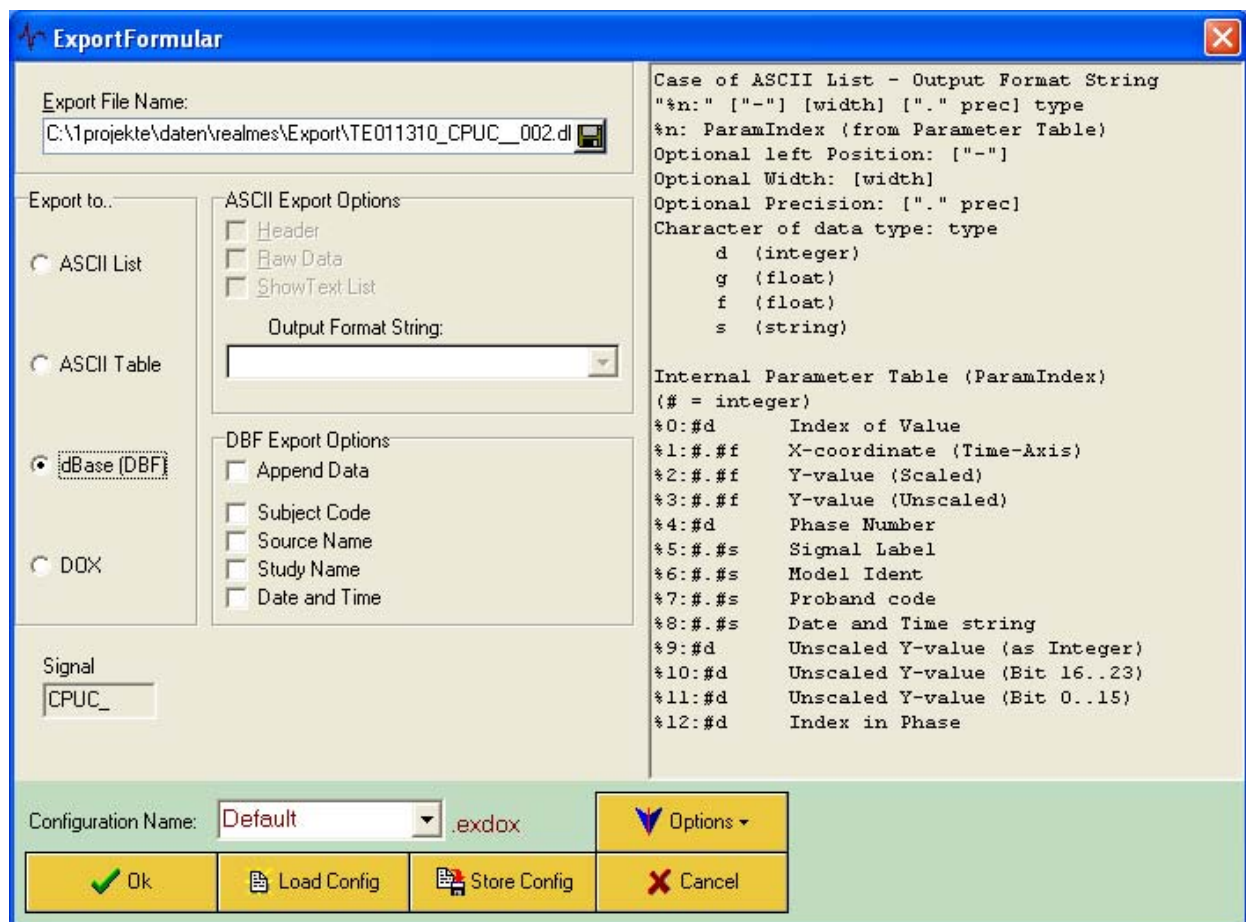 ExportFormular
Export File Name:
C:\1projekte\daten\realmes\Export\TE011310_CPUC__002.dl
Export to..
ASCII List
ASCII Table
dBase (DBF)
DOX
ASCII Export Options
Header
Raw Data
ShowText List
Output Format String:
DBF Export Options
Append Data
Subject Code
Source Name
Study Name
Date and Time
Signal
CPUC_
Case of ASCII List - Output Format String
"%n:" ["-"] [width] ["." prec] type
%n: ParamIndex (from Parameter Table)
Optional left Position: ["-"]
Optional Width: [width]
Optional Precision: ["." prec]
Character of data type: type
d (integer)
g (float)
f (float)
s (string)
Internal Parameter Table (ParamIndex)
(# = integer)
%0:#d Index of Value
%1:#.#f X-coordinate (Time-Axis)
%2:#.#f Y-value (Scaled)
%3:#.#f Y-value (Unscaled)
%4:#d Phase Number
%5:#.#s Signal Label
%6:#.#s Model Ident
%7:#.#s Proband code
%8:#.#s Date and Time string
%9:#d Unscaled Y-value (as Integer)
%10:#d Unscaled Y-value (Bit 16..23)
%11:#d Unscaled Y-value (Bit 0..15)
%12:#d Index in Phase
Configuration Name: Default .exdox
Options
Ok
Load Config
Store Config
Cancel